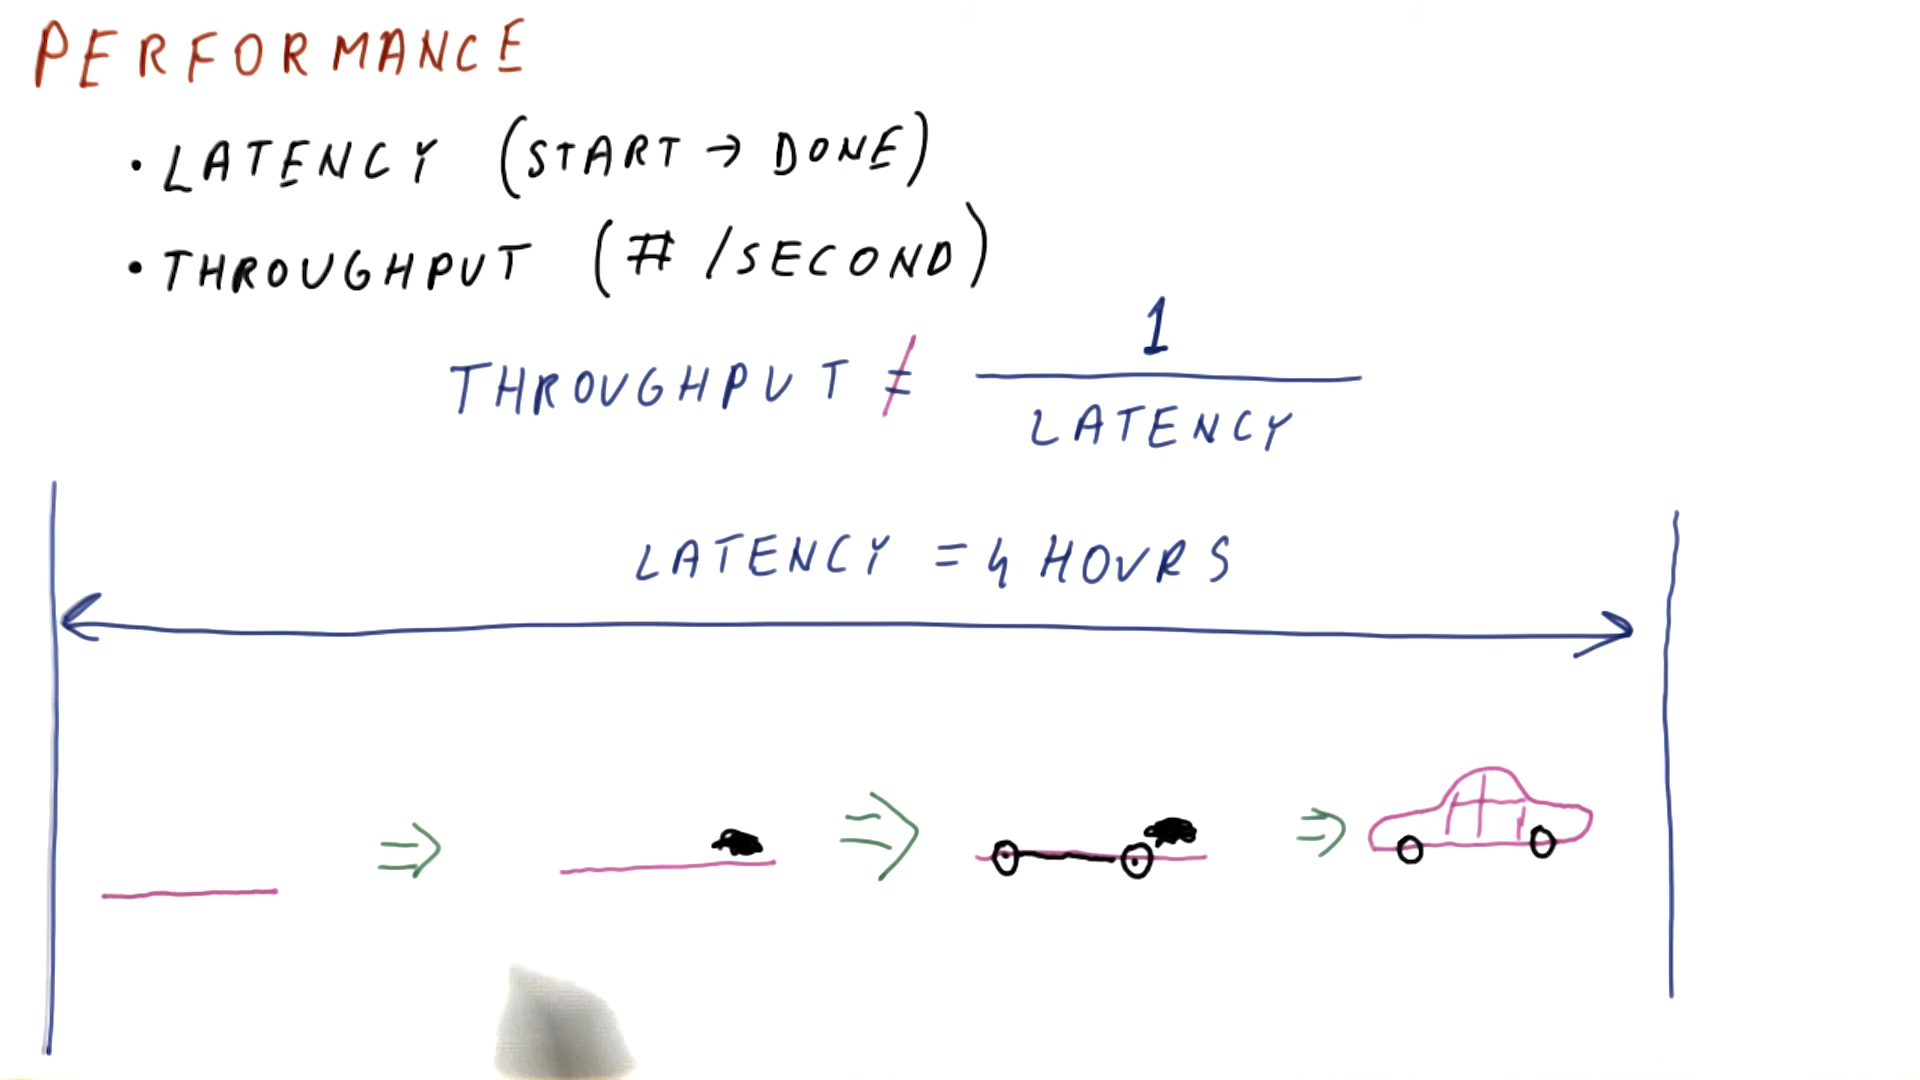 PERFORMANCE
• LATENCY (START → DONE)
• THROUGHPUT (# /SECOND)
THROUGHPUT ≠ 1 / LATENCY
LATENCY = 4 HOURS